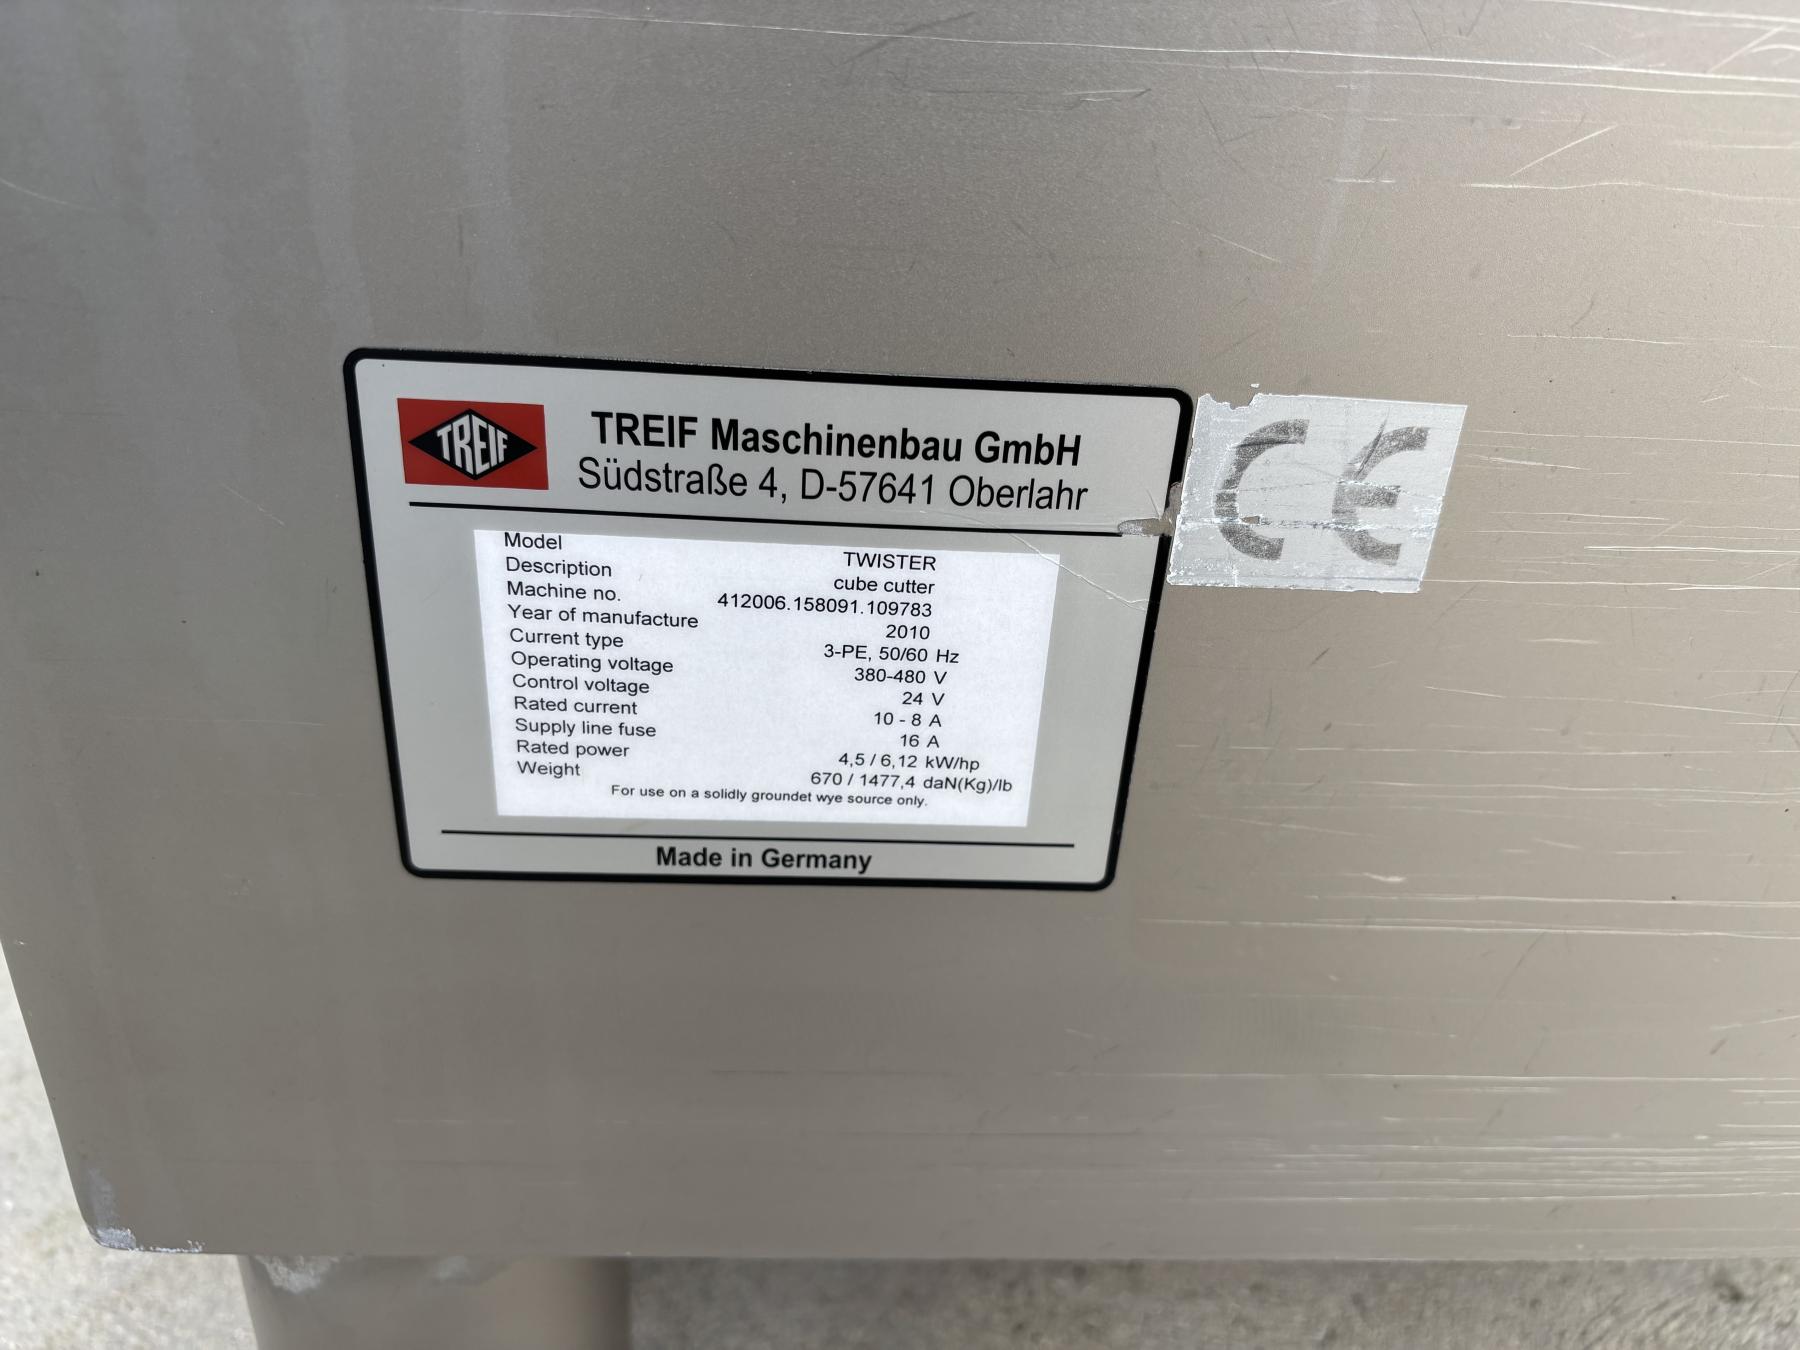 TREIF
TREIF Maschinenbau GmbH
Südstraße 4, D-57641 Oberlahr
CE
Model TWISTER
Description cube cutter
Machine no. 412006.158091.109783
Year of manufacture 2010
Current type 3-PE, 50/60 Hz
Operating voltage 380-480 V
Control voltage 24 V
Rated current 10 - 8 A
Supply line fuse 16 A
Rated power 4,5 / 6,12 kW/hp
Weight 670 / 1477,4 daN(Kg)/lb
For use on a solidly groundet wye source only.
Made in Germany